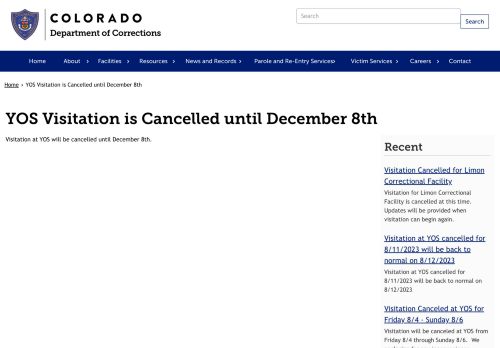 COLORADO
Department of Corrections
Search
Search
Home About Facilities Resources News and Records Parole and Re-Entry Services Victim Services Careers Contact
Home › YOS Visitation is Cancelled until December 8th
YOS Visitation is Cancelled until December 8th
Visitation at YOS will be cancelled until December 8th.
Recent
Visitation Cancelled for Limon
Correctional Facility
Visitation for Limon Correctional
Facility is cancelled at this time.
Updates will be provided when
visitation can begin again.
Visitation at YOS cancelled for
8/11/2023 will be back to
normal on 8/12/2023
Visitation at YOS cancelled for
8/11/2023 will be back to normal on
8/12/2023
Visitation Canceled at YOS for
Friday 8/4 - Sunday 8/6
Visitation will be canceled at YOS from
Friday 8/4 through Sunday 8/6. We